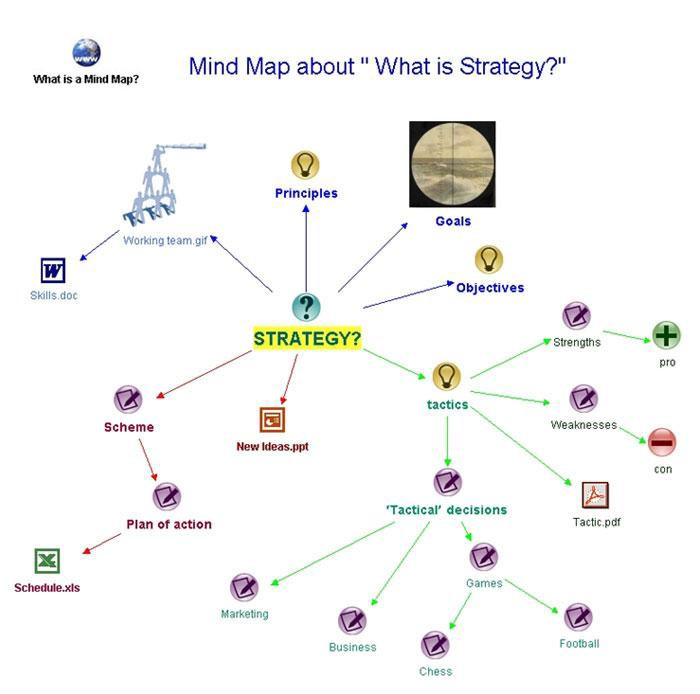 www
What is a Mind Map?
Mind Map about " What is Strategy?"
Principles
Goals
Working team.gif
W
Skills.doc
Objectives
?
STRATEGY?
Strengths
pro
tactics
Scheme
New Ideas.ppt
Weaknesses
con
Plan of action
'Tactical' decisions
Tactic.pdf
X
Schedule.xls
Games
Marketing
Business
Chess
Football